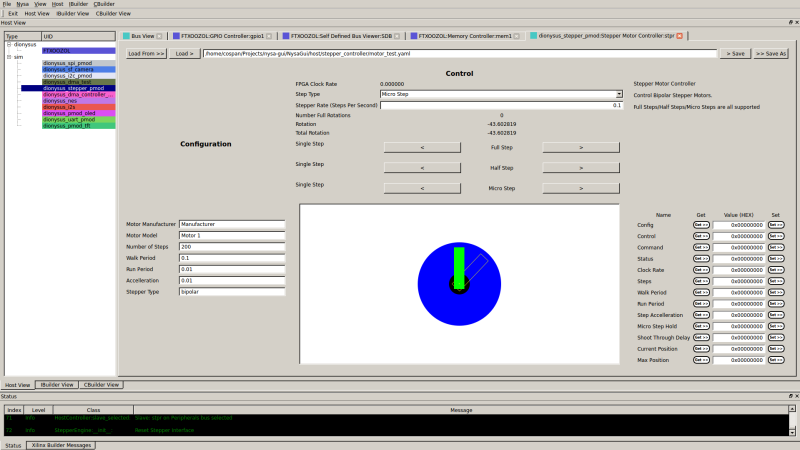 File Nysa View Host IBuilder CBuilder
Exit Host View IBuilder View CBuilder View
Host View
Type UID
dionysus
FTXOOZOL
sim
dionysus_spi_pmod
dionysus_sf_camera
dionysus_i2c_pmod
dionysus_dma_test
dionysus_stepper_pmod
dionysus_dma_controller_...
dionysus_nes
dionysus_i2s
dionysus_pmod_oled
dionysus_uart_pmod
dionysus_pmod_tft
Bus View
FTXOOZOL:GPIO Controller:gpio1
FTXOOZOL:Self Defined Bus Viewer:SDB
FTXOOZOL:Memory Controller:mem1
dionysus_stepper_pmod:Stepper Motor Controller:stpr
Load From >> Load > /home/cospan/Projects/nysa-gui/NysaGui/host/stepper_controller/motor_test.yaml > Save >> Save As
Control
FPGA Clock Rate 0.000000
Step Type Micro Step
Stepper Rate (Steps Per Second) 0.1
Number Full Rotations 0
Rotation -43.602819
Total Rotation -43.602819
Single Step < Full Step >
Single Step < Half Step >
Single Step < Micro Step >
Stepper Motor Controller
Control Bipolar Stepper Motors.
Full Steps/Half Steps/Micro Steps are all supported
Configuration
Motor Manufacturer Manufacturer
Motor Model Motor 1
Number of Steps 200
Walk Period 0.1
Run Period 0.01
Accelleration 0.01
Stepper Type bipolar
Name Get Value (HEX) Set
Config Get >> 0x00000000 Set >>
Control Get >> 0x00000000 Set >>
Command Get >> 0x00000000 Set >>
Status Get >> 0x00000000 Set >>
Clock Rate Get >> 0x00000000 Set >>
Steps Get >> 0x00000000 Set >>
Walk Period Get >> 0x00000000 Set >>
Run Period Get >> 0x00000000 Set >>
Step Accelleration Get >> 0x00000000 Set >>
Micro Step Hold Get >> 0x00000000 Set >>
Shoot Through Delay Get >> 0x00000000 Set >>
Current Position Get >> 0x00000000 Set >>
Max Position Get >> 0x00000000 Set >>
Host View IBuilder View CBuilder View
Status
Index Level Class Message
71 Info HostController:slave_selected Slave: stpr on Peripheral bus selected
72 Info StepperEngine:__init__ Reset Stepper Interface
Status Xilinx Builder Messages